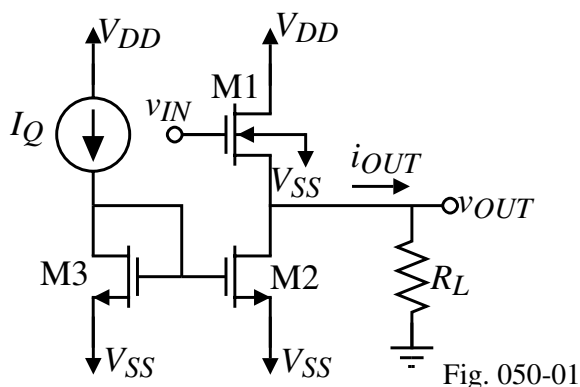 VDD
VDD
M1
vIN
IQ
VSS
iOUT
vOUT
M3
M2
RL
VSS
VSS
Fig. 050-01